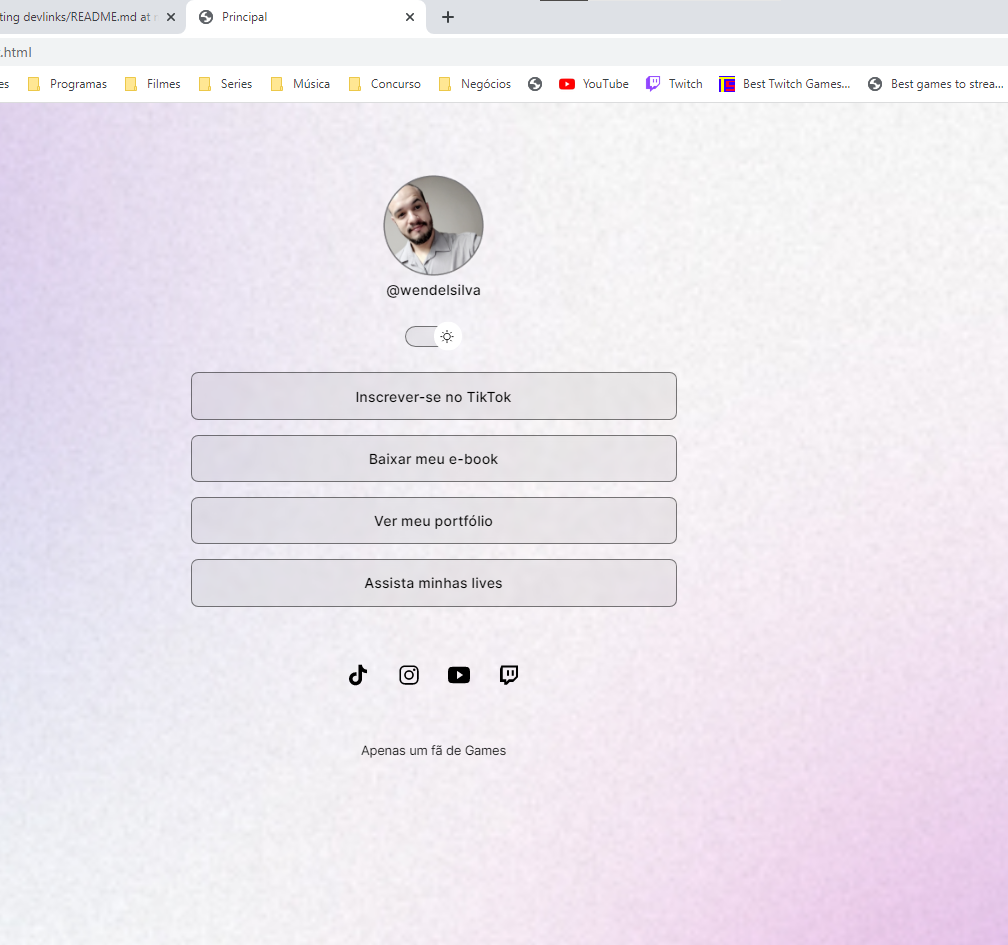 ting devlinks/README.md at
Principal
.html
es Programas Filmes Series Música Concurso Negócios YouTube Twitch Best Twitch Games... Best games to strea...
@wendelsilva
Inscrever-se no TikTok
Baixar meu e-book
Ver meu portfólio
Assista minhas lives
Apenas um fã de Games